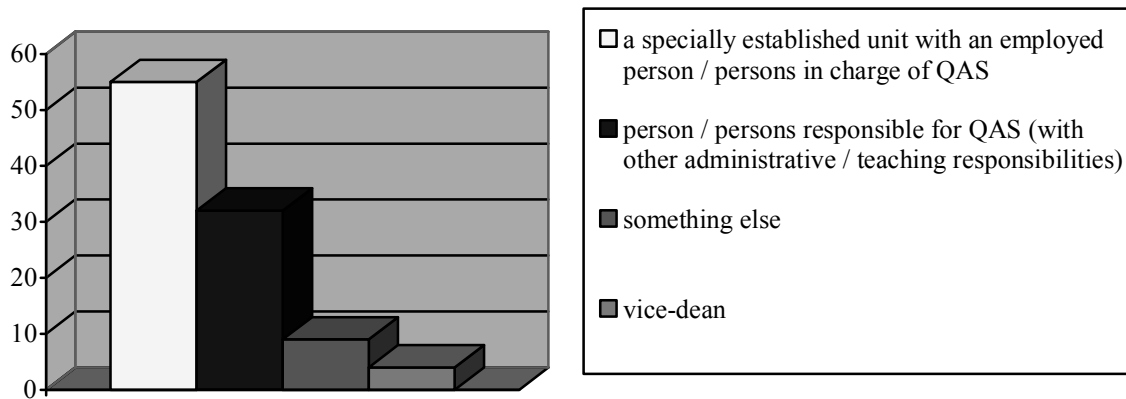 60
50
40
30
20
10
0
a specially established unit with an employed
person / persons in charge of QAS
person / persons responsible for QAS (with
other administrative / teaching responsibilities)
something else
vice-dean